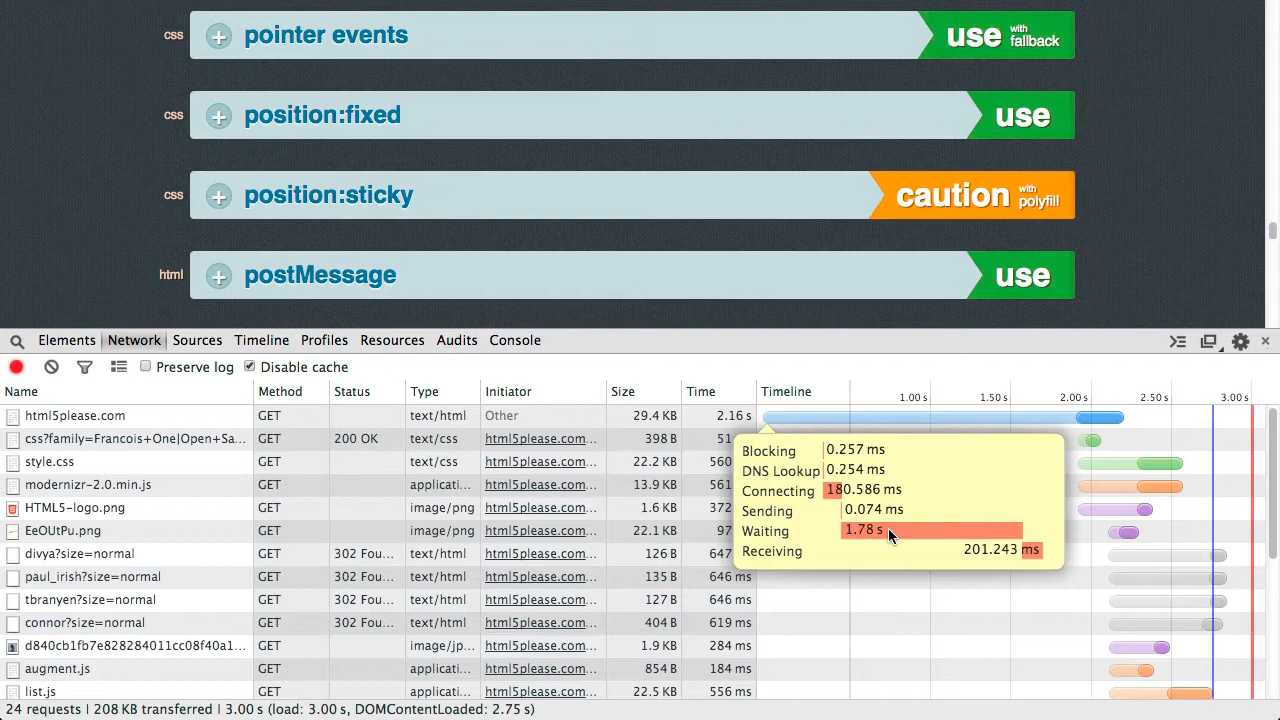 css + pointer events use with fallback
css + position:fixed use
css + position:sticky caution with polyfill
html + postMessage use
Elements Network Sources Timeline Profiles Resources Audits Console
Preserve log Disable cache
Name Method Status Type Initiator Size Time Timeline 1.00 s 1.50 s 2.00 s 2.50 s 3.00 s
html5please.com GET text/html Other 29.4 KB 2.16 s
css?family=Francois+One|Open+Sa... GET 200 OK text/css html5please.com... 398 B 51
style.css GET text/css html5please.com... 22.2 KB 560
modernizr-2.0.min.js GET applicati... html5please.com... 13.9 KB 561
HTML5-logo.png GET image/png html5please.com... 1.6 KB 372
EeOUtPu.png GET image/png html5please.com... 22.1 KB 97
divya?size=normal GET 302 Fou... text/html html5please.com... 126 B 647
paul_irish?size=normal GET 302 Fou... text/html html5please.com... 135 B 646 ms
tbranyen?size=normal GET 302 Fou... text/html html5please.com... 127 B 646 ms
connor?size=normal GET 302 Fou... text/html html5please.com... 404 B 619 ms
d840cb1fb7e828284011cc08f40a1... GET image/jp... html5please.com... 1.9 KB 284 ms
augment.js GET applicati... html5please.com... 854 B 184 ms
list.js GET applicati... html5please.com... 22.5 KB 556 ms
Blocking 0.257 ms
DNS Lookup 0.254 ms
Connecting 180.586 ms
Sending 0.074 ms
Waiting 1.78 s
Receiving 201.243 ms
24 requests | 208 KB transferred | 3.00 s (load: 3.00 s, DOMContentLoaded: 2.75 s)